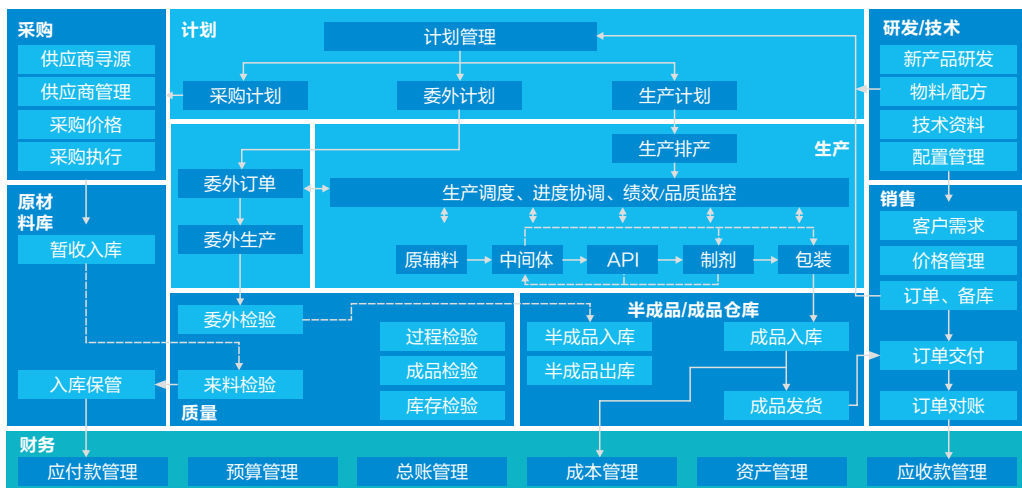 采购
供应商寻源
供应商管理
采购价格
采购执行
计划
计划管理
采购计划
委外计划
生产计划
研发/技术
新产品研发
物料/配方
技术资料
配置管理
生产排产
生产
委外订单
生产调度、进度协调、绩效/品质监控
委外生产
原辅料
中间体
API
制剂
包装
原材
料库
暂收入库
入库保管
销售
客户需求
价格管理
订单、备库
订单交付
订单对账
委外检验
来料检验
质量
过程检验
成品检验
库存检验
半成品/成品仓库
半成品入库
半成品出库
成品入库
成品发货
财务
应付款管理
预算管理
总账管理
成本管理
资产管理
应收款管理